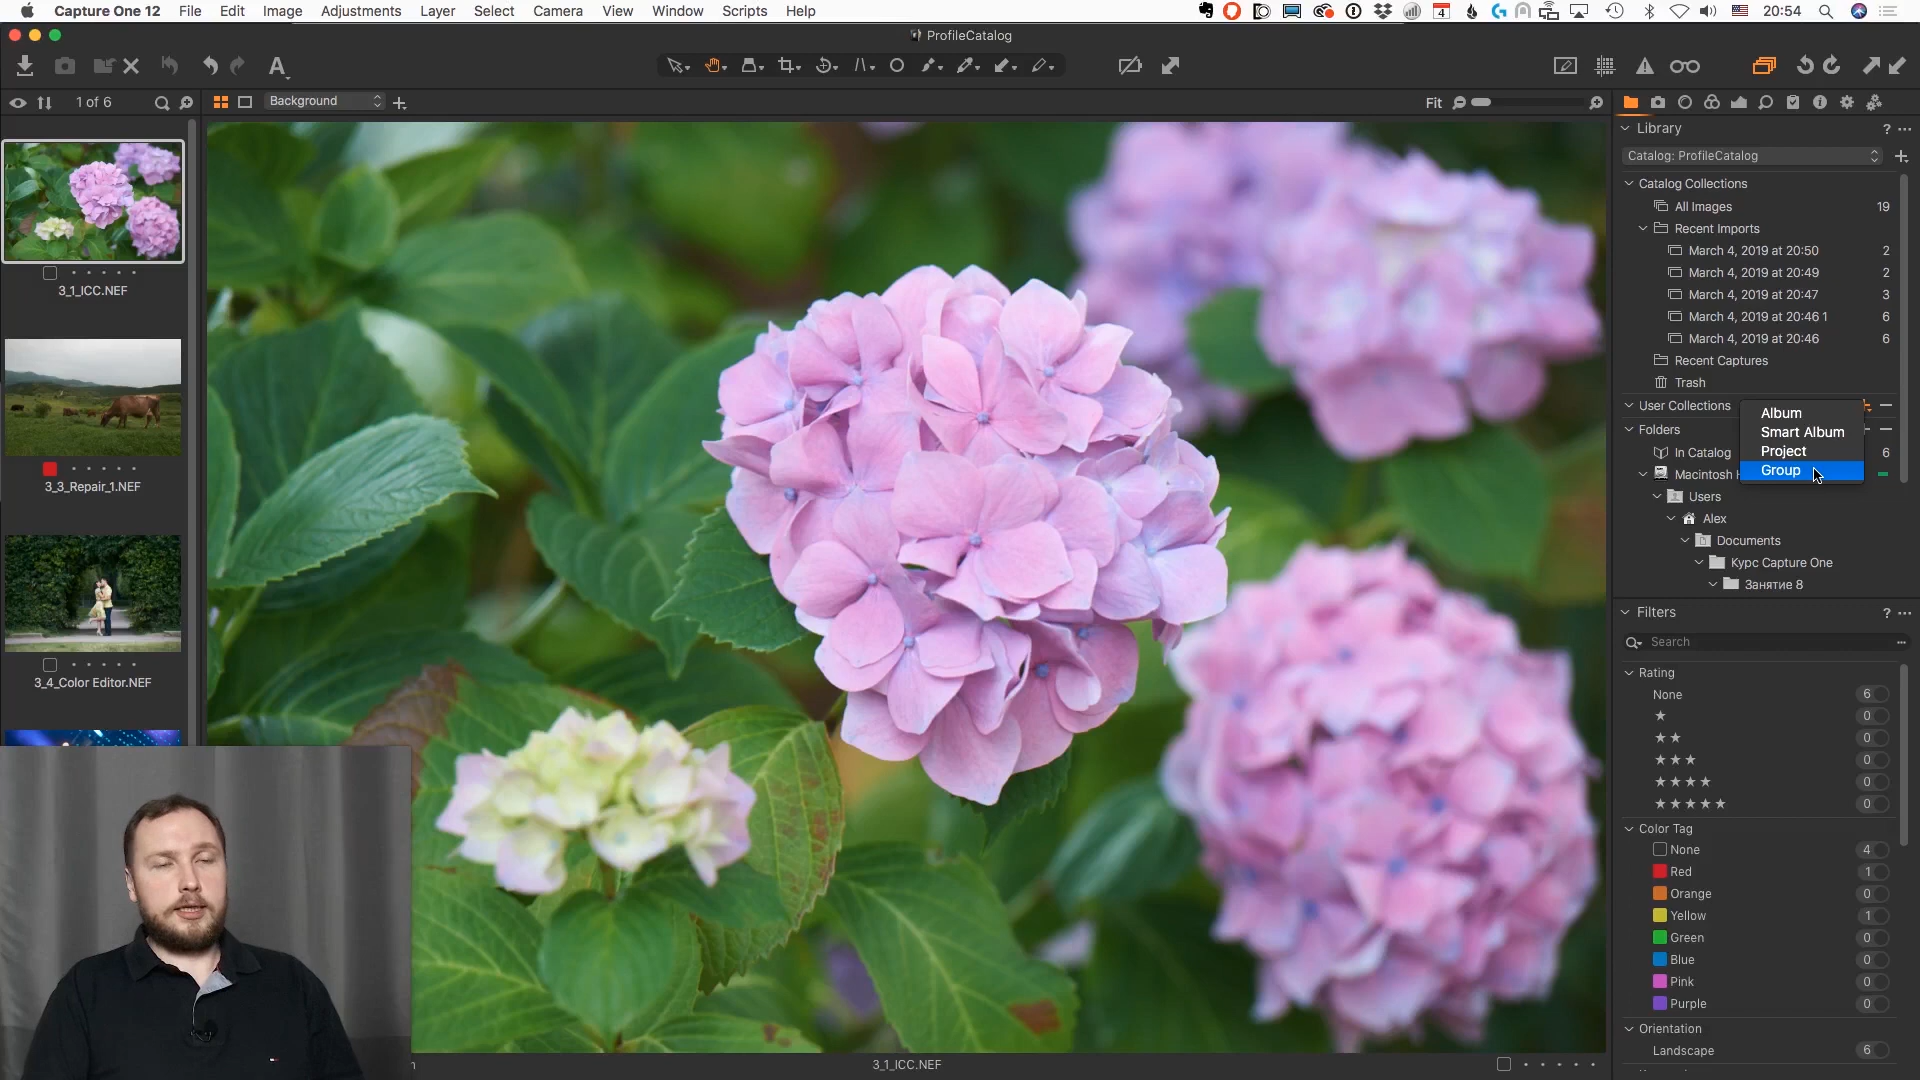 Capture One 12 File Edit Image Adjustments Layer Select Camera View Window Scripts Help 4 20:54
ProfileCatalog
1 of 6 Background Fit
3_1_ICC.NEF
3_3_Repair_1.NEF
3_4_Color Editor.NEF
3_1_ICC.NEF
Library
Catalog: ProfileCatalog
Catalog Collections
All Images 19
Recent Imports
March 4, 2019 at 20:50 2
March 4, 2019 at 20:49 2
March 4, 2019 at 20:47 3
March 4, 2019 at 20:46 1 6
March 4, 2019 at 20:46 6
Recent Captures
Trash
User Collections
Album
Smart Album
Project
Group
Folders
In Catalog 6
Macintosh
Users
Alex
Documents
Курс Capture One
Занятие 8
Filters
Search
Rating
None 6
★ 0
★★ 0
★★★ 0
★★★★ 0
★★★★★ 0
Color Tag
None 4
Red 1
Orange 0
Yellow 1
Green 0
Blue 0
Pink 0
Purple 0
Orientation
Landscape 6